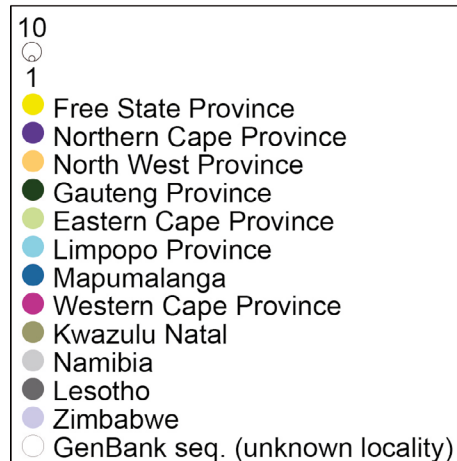 10
1
Free State Province
Northern Cape Province
North West Province
Gauteng Province
Eastern Cape Province
Limpopo Province
Mapumalanga
Western Cape Province
Kwazulu Natal
Namibia
Lesotho
Zimbabwe
GenBank seq. (unknown locality)